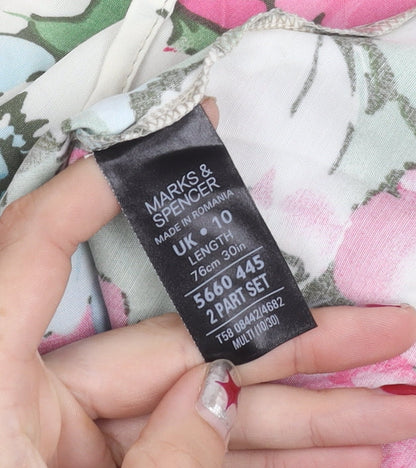 MARKS &
SPENCER
MADE IN ROMANIA
UK • 10
LENGTH
76cm 30in
5660 445
2 PART SET
T58 08442/4682
MULTI (10/30)